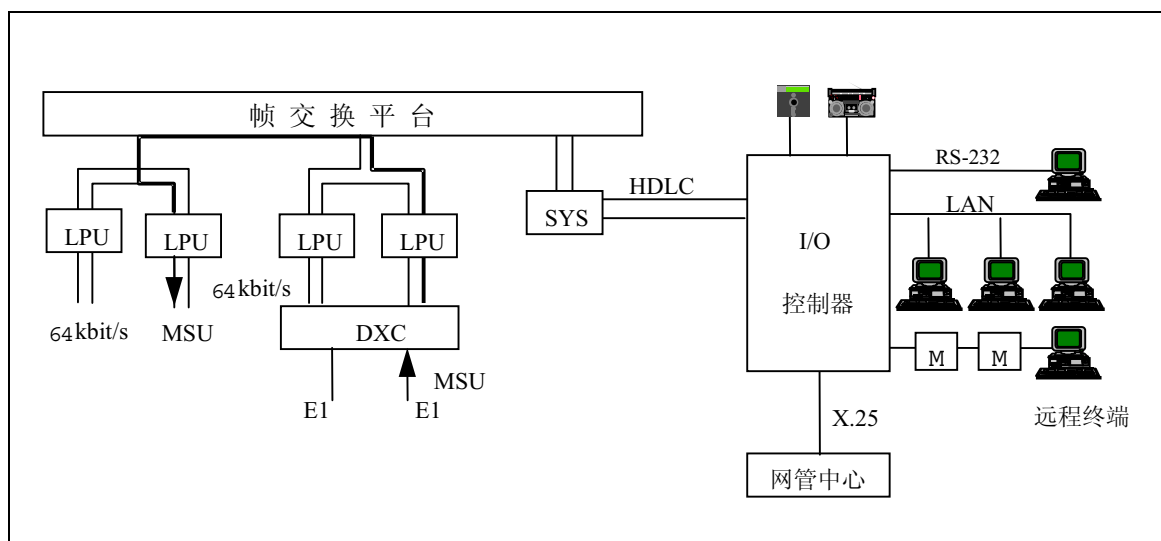 帧 交 换 平 台
RS-232
HDLC
LAN
SYS
LPU
LPU
LPU
LPU
I/O
控制器
64kbit/s
64kbit/s
MSU
DXC
M
M
MSU
E1
E1
X.25
远程终端
网管中心